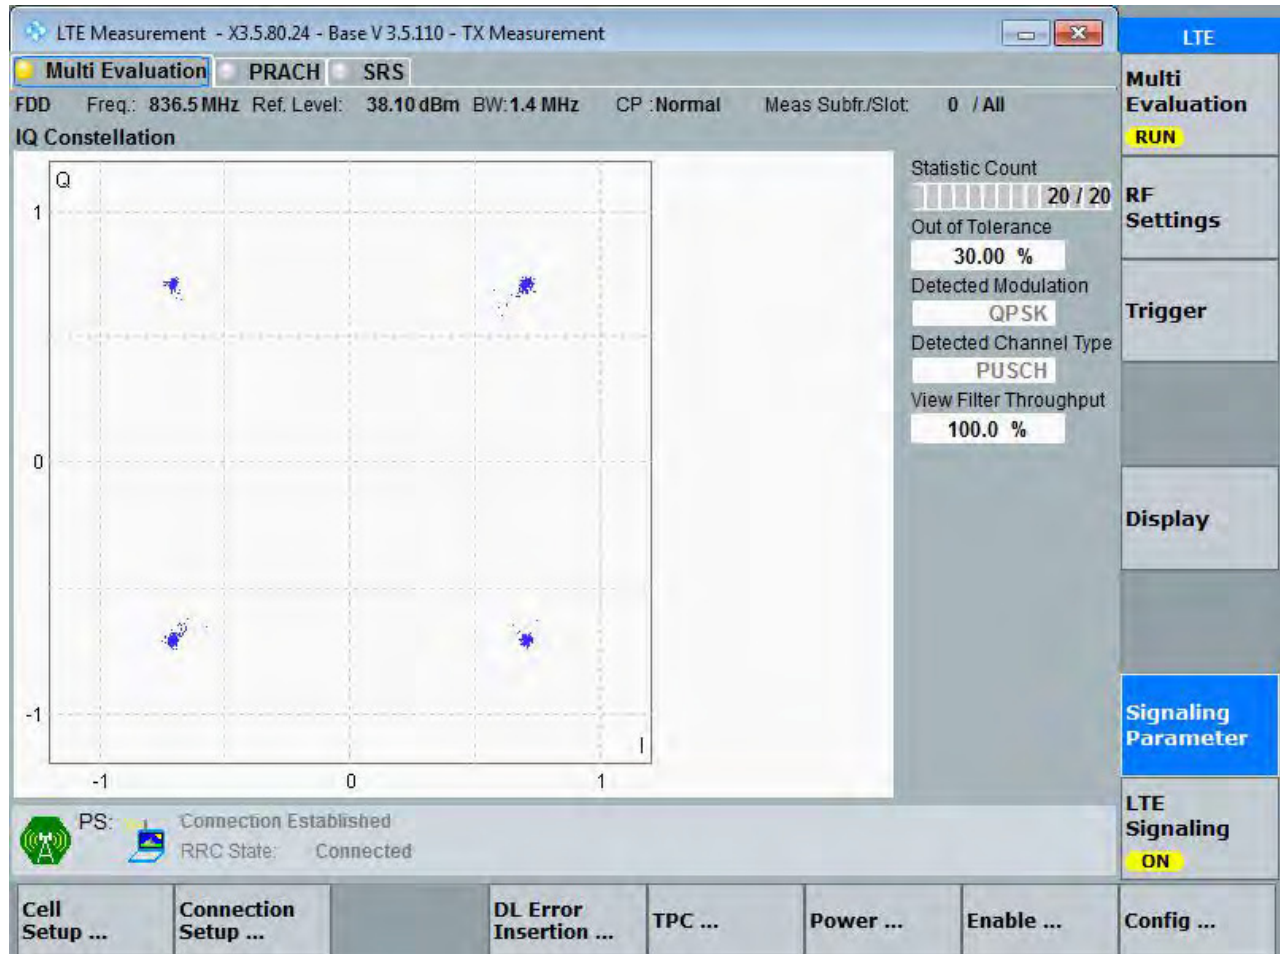 LTE Measurement - X3.5.80.24 - Base V 3.5.110 - TX Measurement
LTE
Multi Evaluation PRACH SRS
FDD Freq.: 836.5 MHz Ref. Level: 38.10 dBm BW: 1.4 MHz CP : Normal Meas Subfr./Slot: 0 / All
IQ Constellation
Q
1
0
-1
I
-1 0 1
Statistic Count
20 / 20
Out of Tolerance
30.00 %
Detected Modulation
QPSK
Detected Channel Type
PUSCH
View Filter Throughput
100.0 %
Multi
Evaluation
RUN
RF
Settings
Trigger
Display
Signaling
Parameter
LTE
Signaling
ON
PS: Connection Established
RRC State: Connected
Cell
Setup ...
Connection
Setup ...
DL Error
Insertion ...
TPC ...
Power ...
Enable ...
Config ...